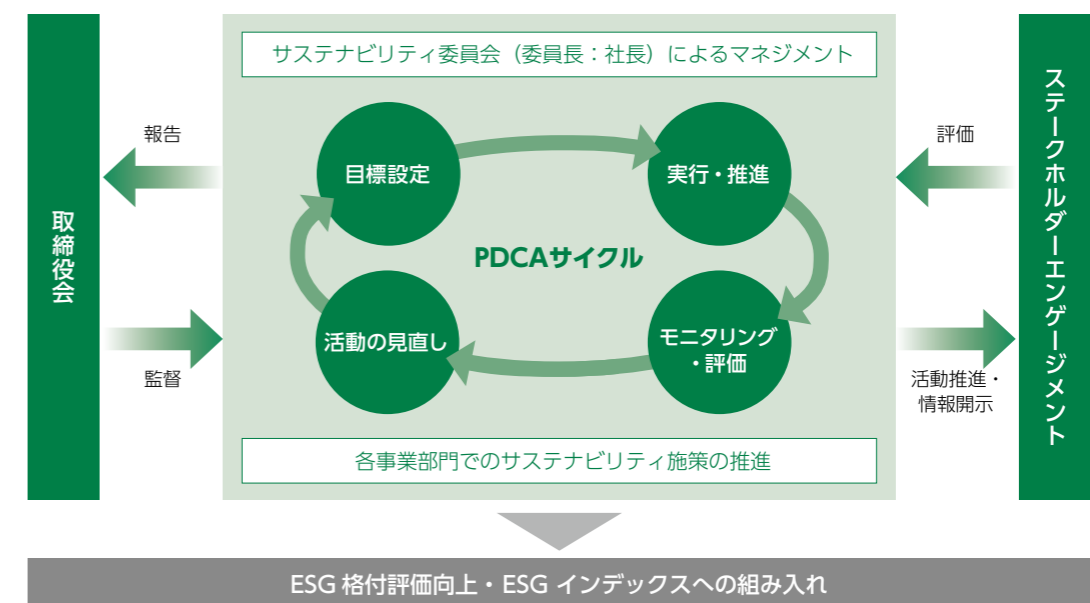 サステナビリティ委員会（委員長：社長）によるマネジメント
取締役会
報告
監督
目標設定
実行・推進
PDCAサイクル
活動の見直し
モニタリング
・評価
各事業部門でのサステナビリティ施策の推進
評価
活動推進・
情報開示
ステークホルダーエンゲージメント
ESG 格付評価向上・ESG インデックスへの組み入れ